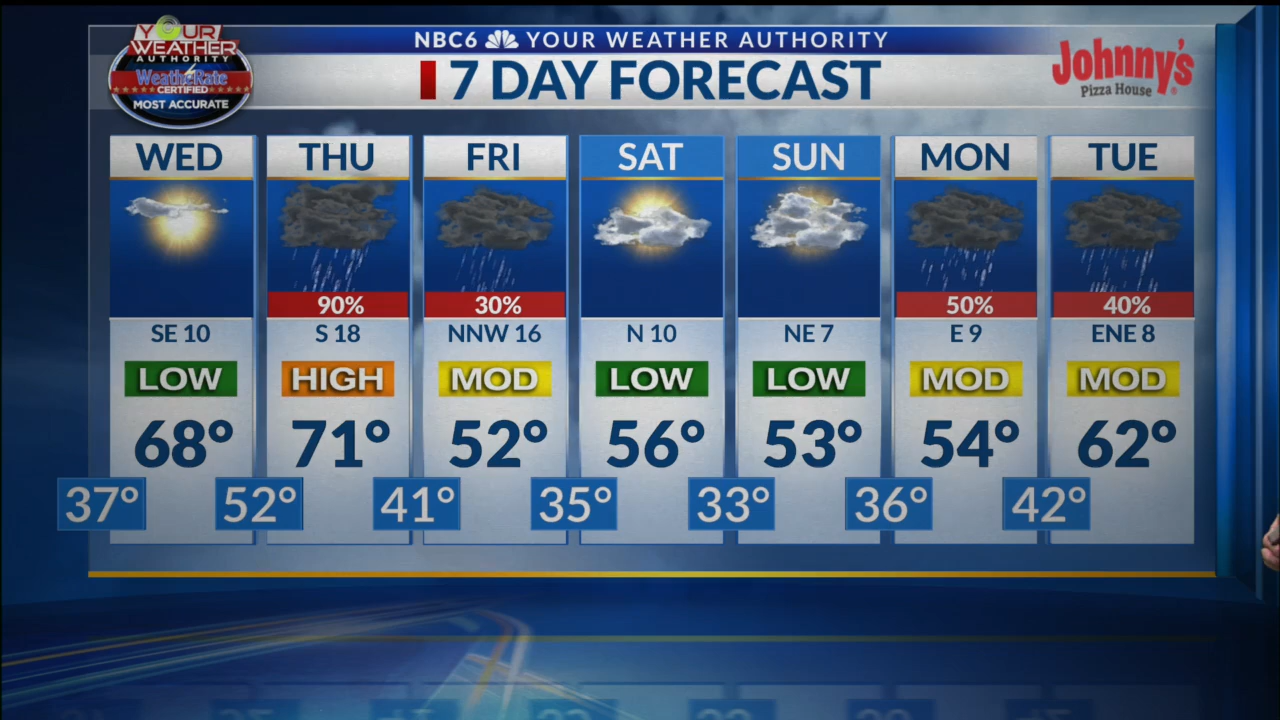 YOUR
WEATHER
AUTHORITY
WeatheRate
CERTIFIED
MOST ACCURATE
NBC6 YOUR WEATHER AUTHORITY
7 DAY FORECAST
Johnny's
Pizza House
WED THU FRI SAT SUN MON TUE
90% 30% 50% 40%
SE 10 S 18 NNW 16 N 10 NE 7 E 9 ENE 8
LOW HIGH MOD LOW LOW MOD MOD
68° 71° 52° 56° 53° 54° 62°
37° 52° 41° 35° 33° 36° 42°